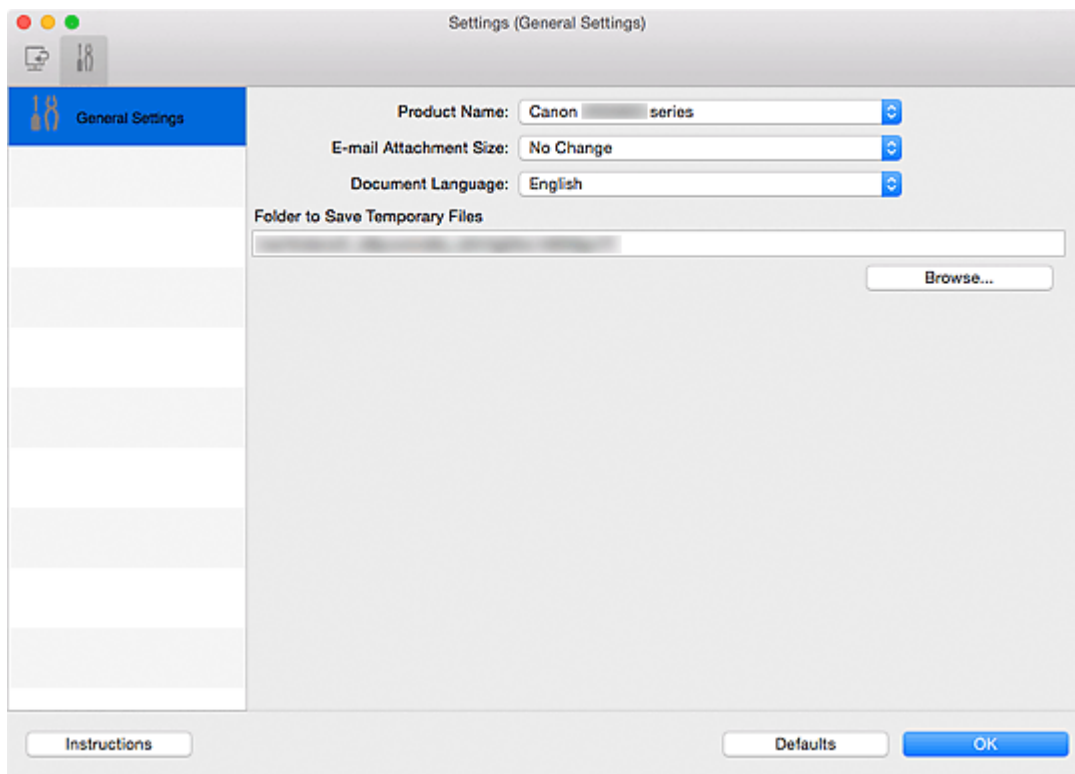 Settings (General Settings)
General Settings
Product Name: Canon series
E-mail Attachment Size: No Change
Document Language: English
Folder to Save Temporary Files
Browse...
Instructions Defaults OK